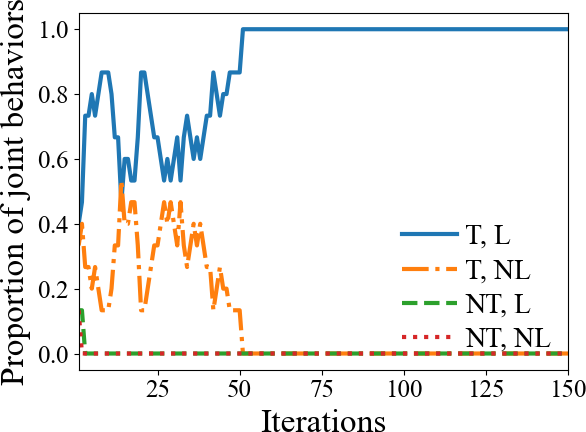 Proportion of joint behaviors
1.0
0.8
0.6
0.4
0.2
0.0
T, L
T, NL
NT, L
NT, NL
25 50 75 100 125 150
Iterations